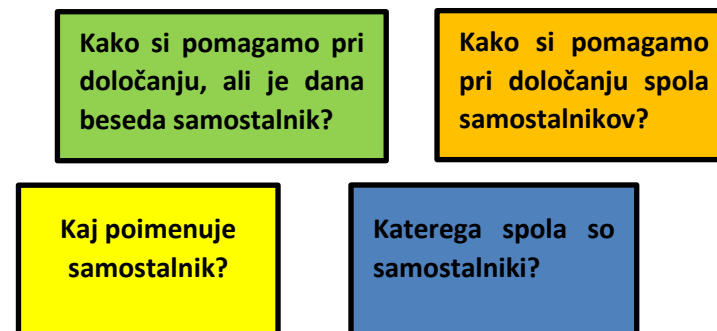 Kako si pomagamo pri
določanju, ali je dana
beseda samostalnik?
Kako si pomagamo
pri določanju spola
samostalnikov?
Kaj poimenuje
samostalnik?
Katerega spola so
samostalniki?